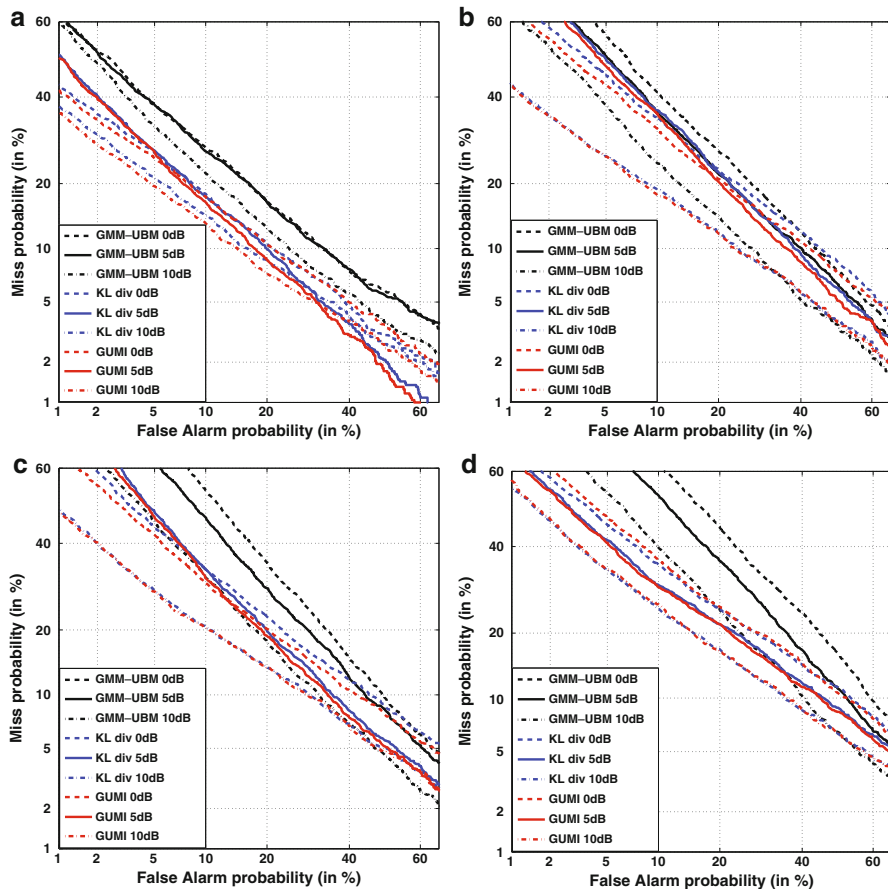 a
60
40
20
10
5
2
1
Miss probability (in %)
GMM–UBM 0dB
GMM–UBM 5dB
GMM–UBM 10dB
KL div 0dB
KL div 5dB
KL div 10dB
GUMI 0dB
GUMI 5dB
GUMI 10dB
1 2 5 10 20 40 60
False Alarm probability (in %)
b
60
40
20
10
5
2
1
Miss probability (in %)
GMM–UBM 0dB
GMM–UBM 5dB
GMM–UBM 10dB
KL div 0dB
KL div 5dB
KL div 10dB
GUMI 0dB
GUMI 5dB
GUMI 10dB
1 2 5 10 20 40 60
False Alarm probability (in %)
c
60
40
20
10
5
2
1
Miss probability (in %)
GMM–UBM 0dB
GMM–UBM 5dB
GMM–UBM 10dB
KL div 0dB
KL div 5dB
KL div 10dB
GUMI 0dB
GUMI 5dB
GUMI 10dB
1 2 5 10 20 40 60
False Alarm probability (in %)
d
60
40
20
10
5
2
1
Miss probability (in %)
GMM–UBM 0dB
GMM–UBM 5dB
GMM–UBM 10dB
KL div 0dB
KL div 5dB
KL div 10dB
GUMI 0dB
GUMI 5dB
GUMI 10dB
1 2 5 10 20 40 60
False Alarm probability (in %)